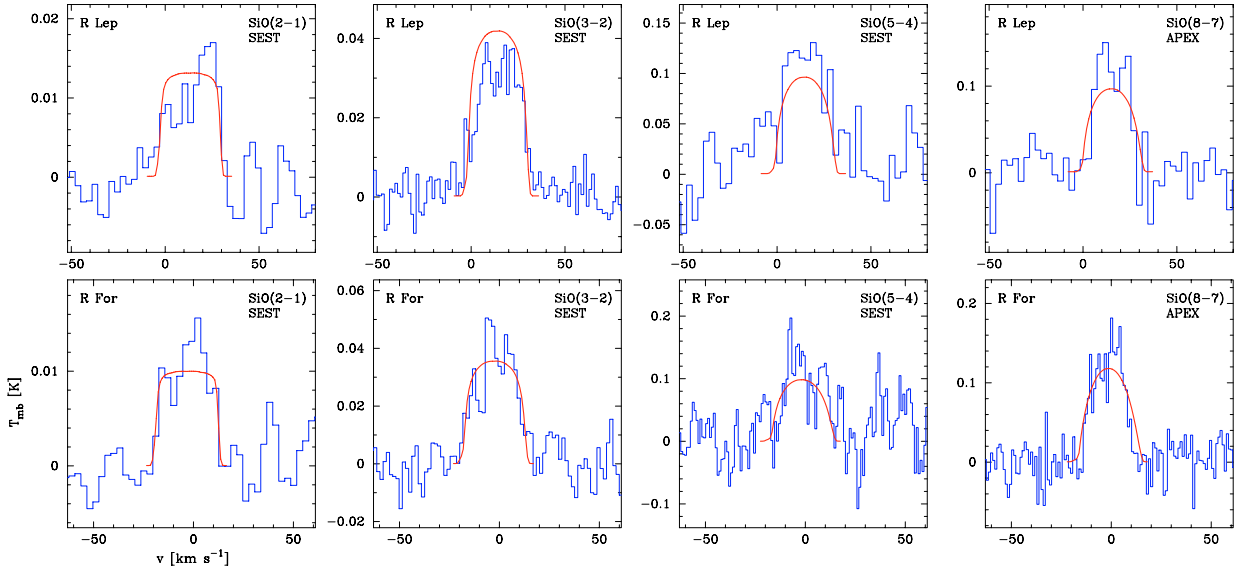 R Lep SiO(2−1)
SEST
0.02
0.01
0
−50 0 50
R Lep SiO(3−2)
SEST
0.04
0.02
0
−50 0 50
R Lep SiO(5−4)
SEST
0.15
0.1
0.05
0
−0.05
−50 0 50
R Lep SiO(8−7)
APEX
0.2
0.1
0
−50 0 50
R For SiO(2−1)
SEST
0.01
0
−50 0 50
T_mb [K]
v [km s⁻¹]
R For SiO(3−2)
SEST
0.06
0.04
0.02
0
−0.02
−50 0 50
R For SiO(5−4)
SEST
0.2
0.1
0
−0.1
−50 0 50
R For SiO(8−7)
APEX
0.2
0.1
0
−50 0 50